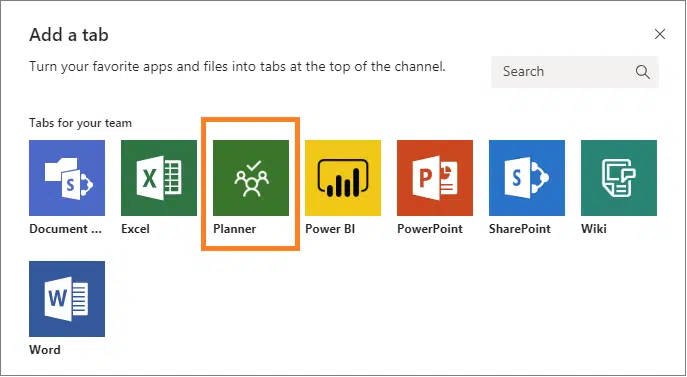 Add a tab
Turn your favorite apps and files into tabs at the top of the channel.
Search
Tabs for your team
Document ...
Excel
Planner
Power BI
PowerPoint
SharePoint
Wiki
Word